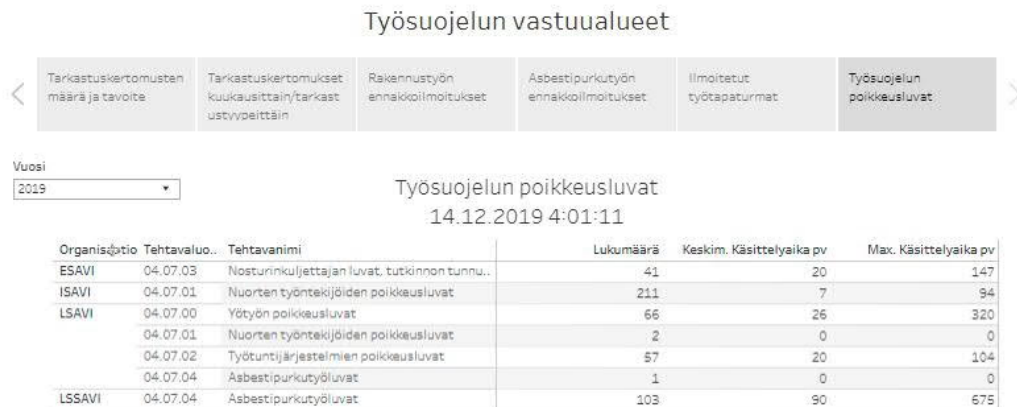 Työsuojelun vastuualueet
Tarkastuskertomusten määrä ja tavoite
Tarkastuskertomukset kuukausittain/tarkastustyypeittäin
Rakennustyön ennakkoilmoitukset
Asbestipurkutyön ennakkoilmoitukset
Ilmoitetut työtapaturmat
Työsuojelun poikkeusluvat
Vuosi
2019
Työsuojelun poikkeusluvat
14.12.2019 4:01:11
Organisaatio Tehtavaluo.. Tehtavanimi Lukumäärä Keskim. Käsittelyaika pv Max. Käsittelyaika pv
ESAVI 04.07.03 Nosturinkuljettajan luvat, tutkinnon tunnu.. 41 20 147
ISAVI 04.07.01 Nuorten työntekijöiden poikkeusluvat 211 7 94
LSAVI 04.07.00 Yötyön poikkeusluvat 66 26 320
04.07.01 Nuorten työntekijöiden poikkeusluvat 2 0 0
04.07.02 Työtuntijärjestelmien poikkeusluvat 57 20 104
04.07.04 Asbestipurkutyöluvat 1 0 0
LSSAVI 04.07.04 Asbestipurkutyöluvat 103 90 675